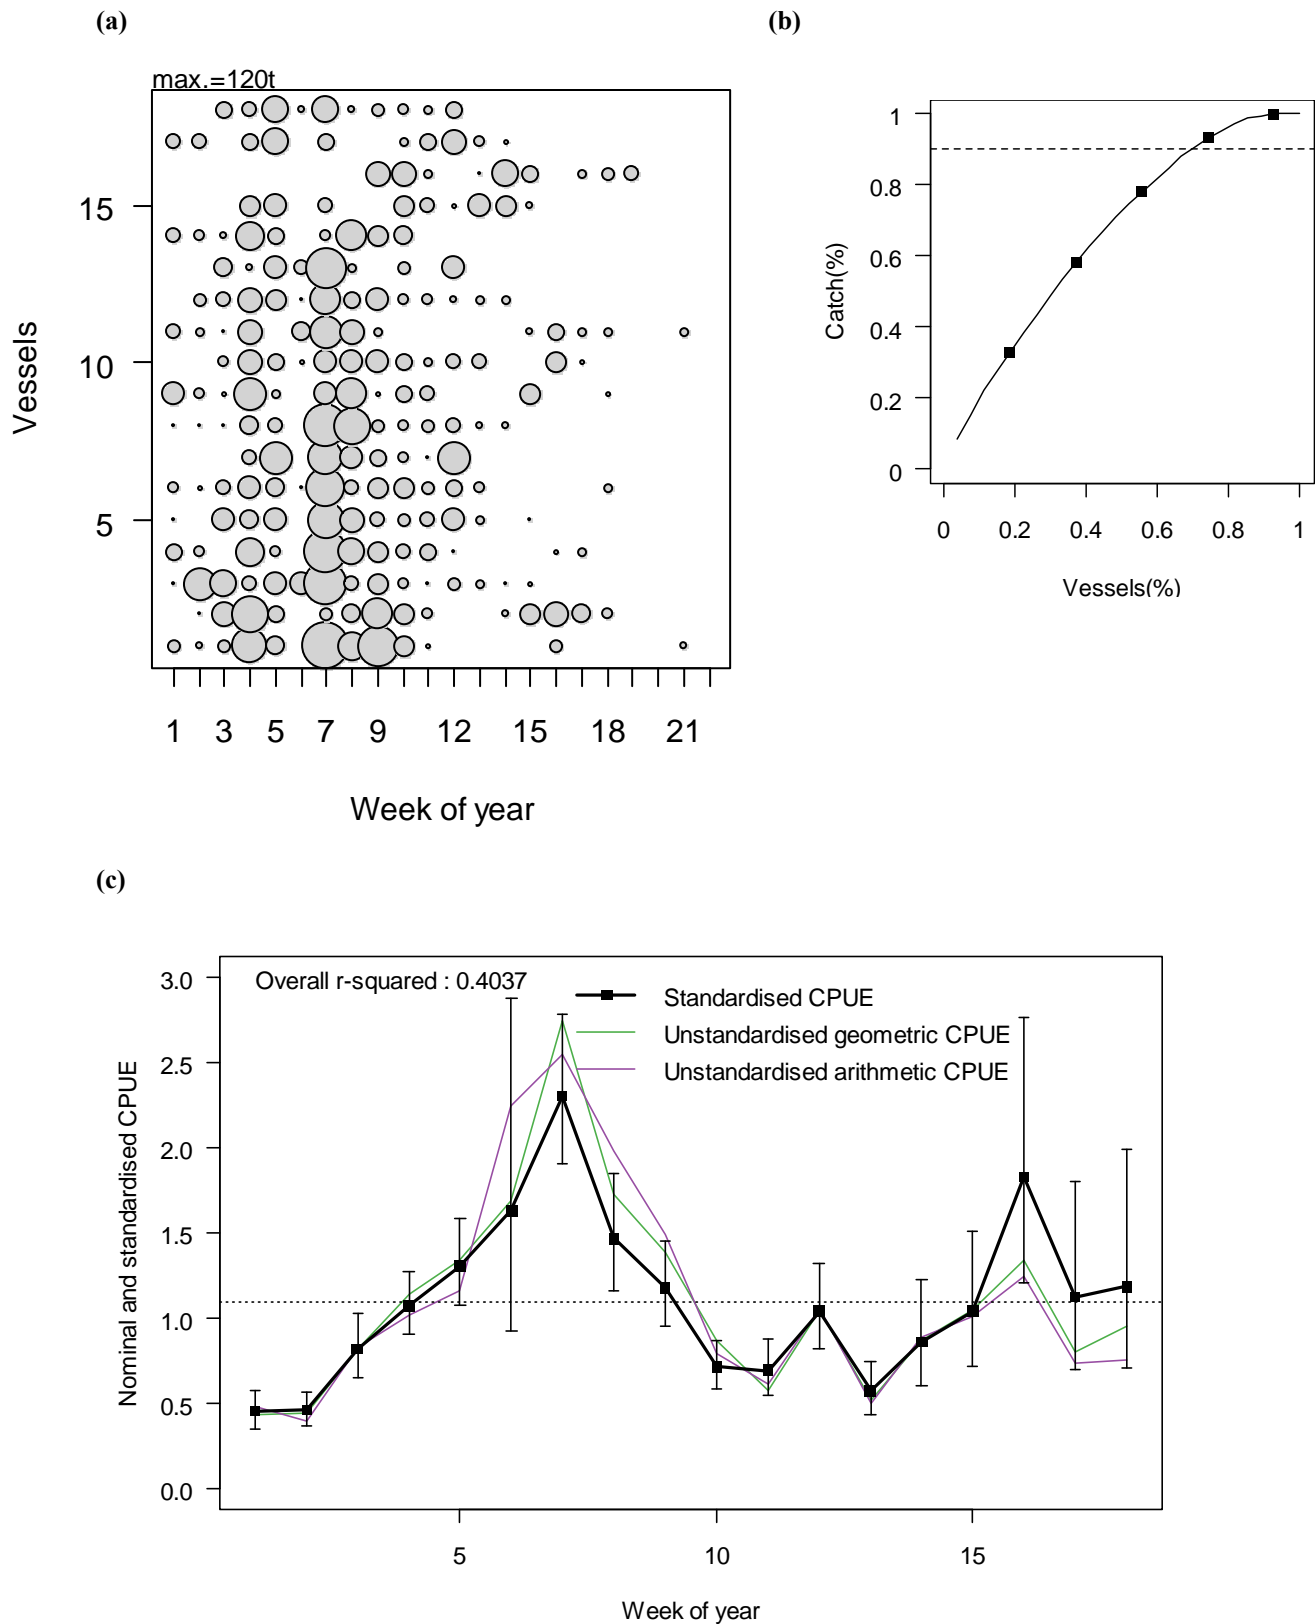 (a)
max.=120t
15
10
5
Vessels
1 3 5 7 9 12 15 18 21
Week of year
(b)
1
0.8
0.6
0.4
0.2
0
Catch(%)
0 0.2 0.4 0.6 0.8 1
Vessels(%)
(c)
Overall r-squared : 0.4037
Standardised CPUE
Unstandardised geometric CPUE
Unstandardised arithmetic CPUE
3.0
2.5
2.0
1.5
1.0
0.5
0.0
Nominal and standardised CPUE
5 10 15
Week of year